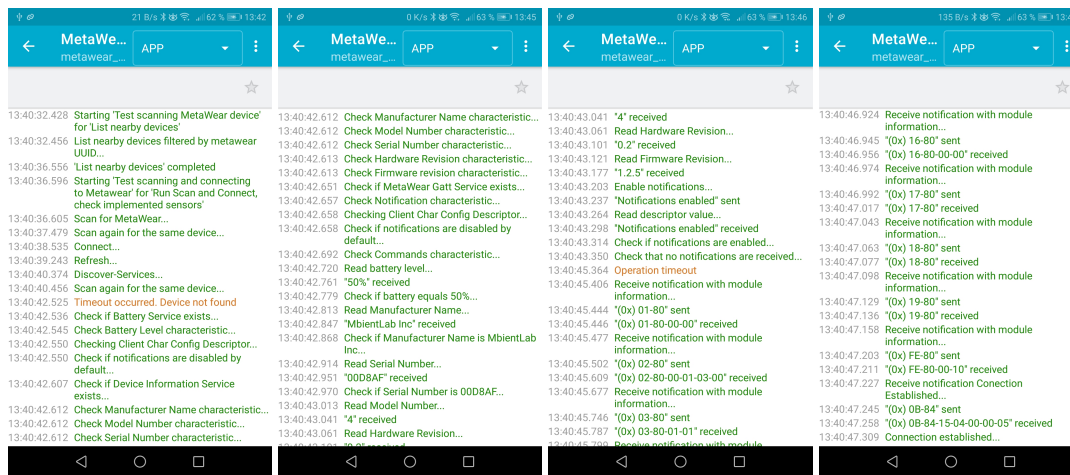 21 B/s 62 % 13:42
MetaWe...
metawear_...
APP
13:40:32.428 Starting 'Test scanning MetaWear device'
for 'List nearby devices'
13:40:32.456 List nearby devices filtered by metawear
UUID...
13:40:36.556 'List nearby devices' completed
13:40:36.596 Starting 'Test scanning and connecting
to Metawear' for 'Run Scan and Connect,
check implemented sensors'
13:40:36.605 Scan for MetaWear...
13:40:37.479 Scan again for the same device...
13:40:38.535 Connect...
13:40:39.243 Refresh...
13:40:40.374 Discover-Services...
13:40:40.456 Scan again for the same device...
13:40:42.525 Timeout occurred. Device not found
13:40:42.536 Check if Battery Service exists...
13:40:42.545 Check Battery Level characteristic...
13:40:42.550 Checking Client Char Config Descriptor...
13:40:42.550 Check if notifications are disabled by
default...
13:40:42.607 Check if Device Information Service
exists...
13:40:42.612 Check Manufacturer Name characteristic...
13:40:42.612 Check Model Number characteristic...
13:40:42.612 Check Serial Number characteristic...
0 K/s 63 % 13:45
MetaWe...
metawear_...
APP
13:40:42.612 Check Manufacturer Name characteristic...
13:40:42.612 Check Model Number characteristic...
13:40:42.612 Check Serial Number characteristic...
13:40:42.613 Check Hardware Revision characteristic...
13:40:42.613 Check Firmware revision characteristic...
13:40:42.651 Check if MetaWear Gatt Service exists...
13:40:42.657 Check Notification characteristic...
13:40:42.658 Checking Client Char Config Descriptor...
13:40:42.658 Check if notifications are disabled by
default...
13:40:42.692 Check Commands characteristic...
13:40:42.720 Read battery level...
13:40:42.761 "50%" received
13:40:42.779 Check if battery equals 50%...
13:40:42.813 Read Manufacturer Name...
13:40:42.847 "MbientLab Inc" received
13:40:42.868 Check if Manufacturer Name is MbientLab
Inc...
13:40:42.914 Read Serial Number...
13:40:42.951 "00D8AF" received
13:40:42.970 Check if Serial Number is 00D8AF...
13:40:43.013 Read Model Number...
13:40:43.041 "4" received
13:40:43.061 Read Hardware Revision...
0 K/s 63 % 13:46
MetaWe...
metawear_...
APP
13:40:43.041 "4" received
13:40:43.061 Read Hardware Revision...
13:40:43.101 "0.2" received
13:40:43.121 Read Firmware Revision...
13:40:43.177 "1.2.5" received
13:40:43.203 Enable notifications...
13:40:43.237 "Notifications enabled" sent
13:40:43.264 Read descriptor value...
13:40:43.298 "Notifications enabled" received
13:40:43.314 Check if notifications are enabled...
13:40:43.350 Check that no notifications are received...
13:40:45.364 Operation timeout
13:40:45.406 Receive notification with module
information...
13:40:45.444 "(0x) 01-80" sent
13:40:45.446 "(0x) 01-80-00-00" received
13:40:45.477 Receive notification with module
information...
13:40:45.502 "(0x) 02-80" sent
13:40:45.609 "(0x) 02-80-00-01-03-00" received
13:40:45.677 Receive notification with module
information...
13:40:45.746 "(0x) 03-80" sent
13:40:45.787 "(0x) 03-80-01-01" received
13:40:45.799 Receive notification with module
135 B/s 63 %
MetaWe...
metawear_...
APP
13:40:46.924 Receive notification with module
information...
13:40:46.945 "(0x) 16-80" sent
13:40:46.956 "(0x) 16-80-00-00" received
13:40:46.974 Receive notification with module
information...
13:40:46.992 "(0x) 17-80" sent
13:40:47.017 "(0x) 17-80" received
13:40:47.043 Receive notification with module
information...
13:40:47.063 "(0x) 18-80" sent
13:40:47.077 "(0x) 18-80" received
13:40:47.098 Receive notification with module
information...
13:40:47.129 "(0x) 19-80" sent
13:40:47.136 "(0x) 19-80" received
13:40:47.158 Receive notification with module
information...
13:40:47.203 "(0x) FE-80" sent
13:40:47.211 "(0x) FE-80-00-10" received
13:40:47.227 Receive notification Conection
Established...
13:40:47.245 "(0x) 0B-84" sent
13:40:47.258 "(0x) 0B-84-15-04-00-00-05" received
13:40:47.309 Connection established...